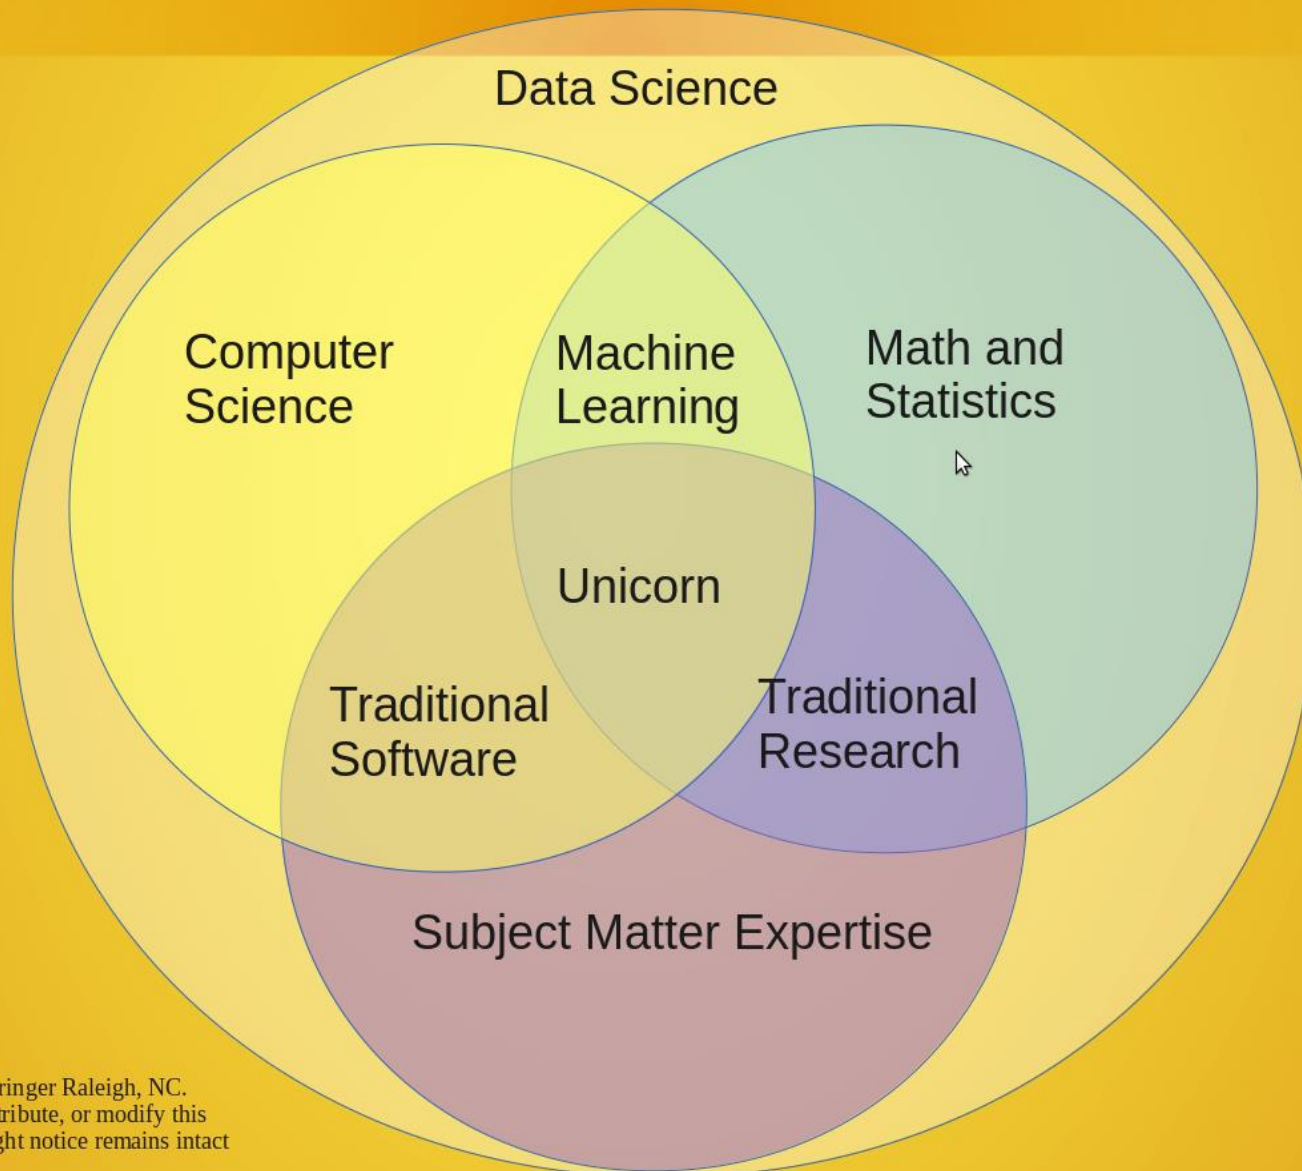 Data Science
Computer
Science
Machine
Learning
Math and
Statistics
Unicorn
Traditional
Software
Traditional
Research
Subject Matter Expertise
ringer Raleigh, NC.
tribute, or modify this
ght notice remains intact